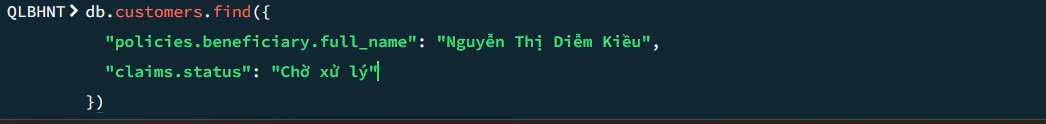 QLBHNT> db.customers.find({
"policies.beneficiary.full_name": "Nguyễn Thị Diễm Kiều",
"claims.status": "Chờ xử lý"
})